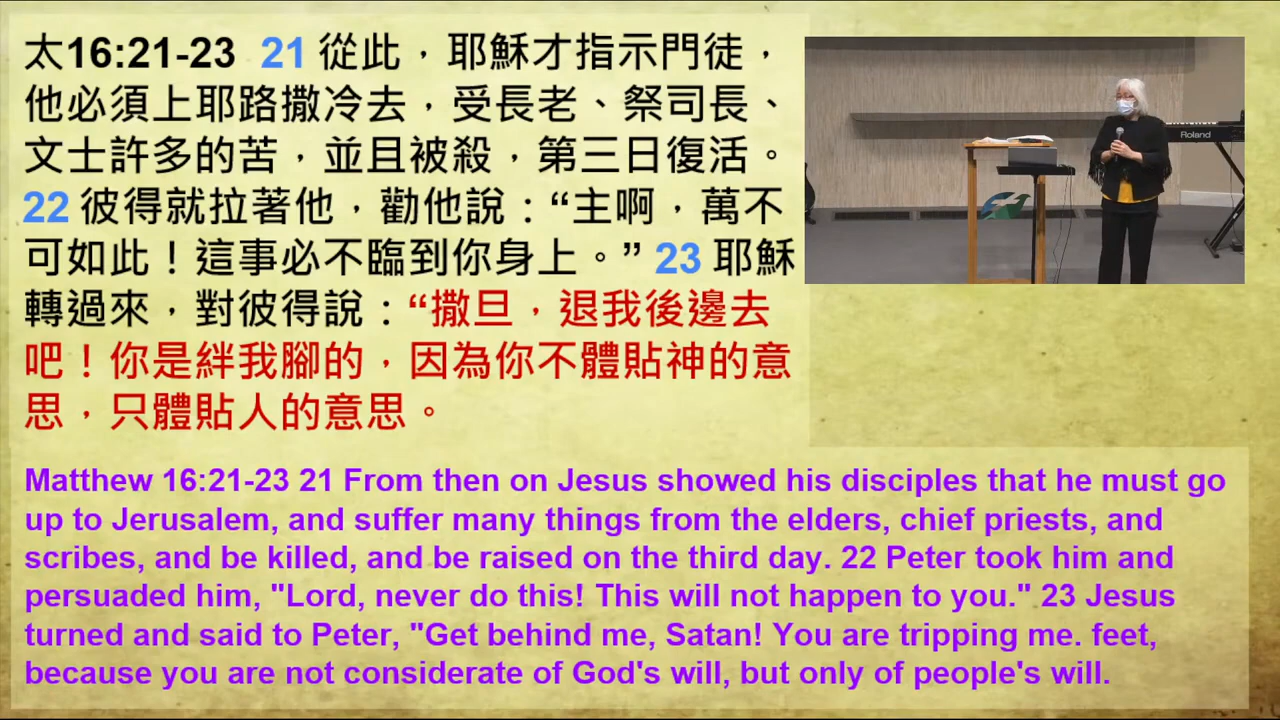 太16:21-23 21 從此，耶穌才指示門徒，
他必須上耶路撒冷去，受長老、祭司長、
文士許多的苦，並且被殺，第三日復活。
22 彼得就拉著他，勸他說：“主啊，萬不
可如此！這事必不臨到你身上。” 23 耶穌
轉過來，對彼得說：“撒旦，退我後邊去
吧！你是絆我腳的，因為你不體貼神的意
思，只體貼人的意思。
Roland
Matthew 16:21-23 21 From then on Jesus showed his disciples that he must go
up to Jerusalem, and suffer many things from the elders, chief priests, and
scribes, and be killed, and be raised on the third day. 22 Peter took him and
persuaded him, "Lord, never do this! This will not happen to you." 23 Jesus
turned and said to Peter, "Get behind me, Satan! You are tripping me. feet,
because you are not considerate of God's will, but only of people's will.